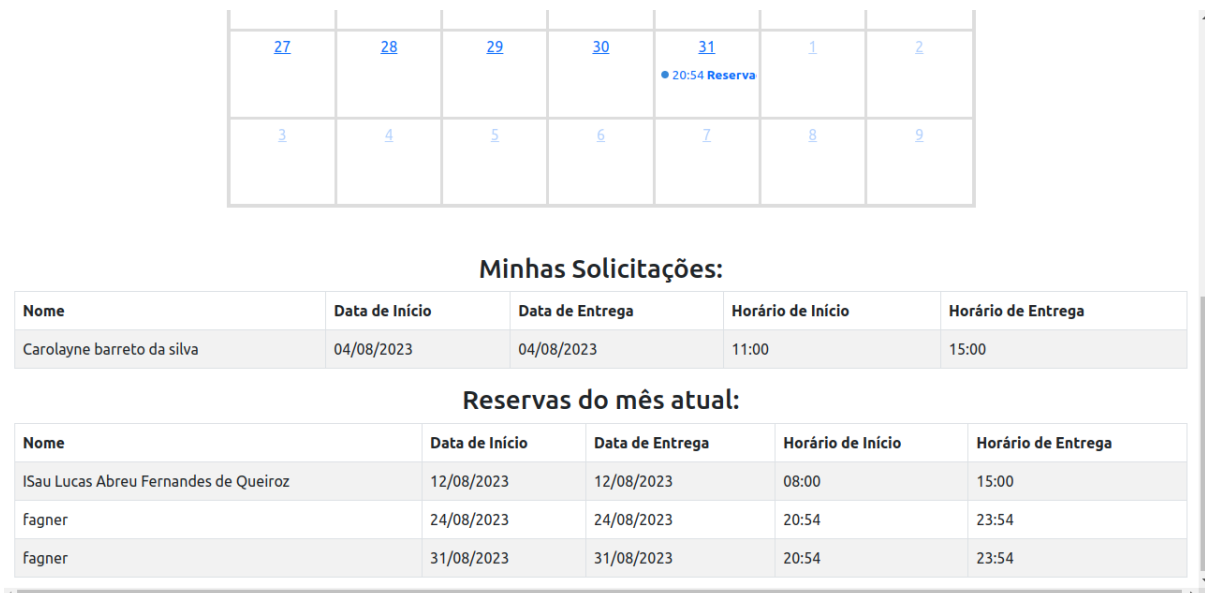 27 28 29 30 31 1 2
20:54 Reserva
3 4 5 6 7 8 9
Minhas Solicitações:
Nome Data de Início Data de Entrega Horário de Início Horário de Entrega
Carolayne barreto da silva 04/08/2023 04/08/2023 11:00 15:00
Reservas do mês atual:
Nome Data de Início Data de Entrega Horário de Início Horário de Entrega
ISau Lucas Abreu Fernandes de Queiroz 12/08/2023 12/08/2023 08:00 15:00
fagner 24/08/2023 24/08/2023 20:54 23:54
fagner 31/08/2023 31/08/2023 20:54 23:54